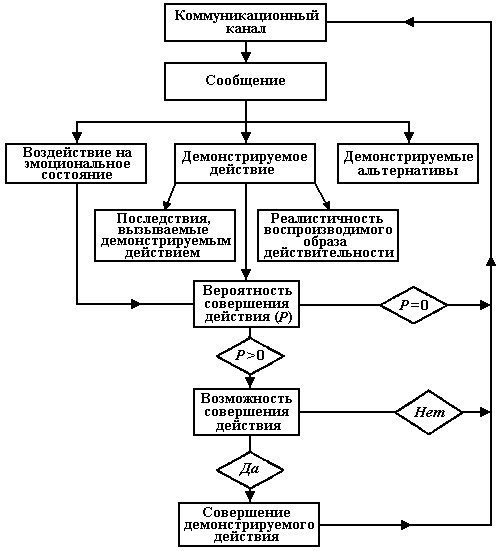 Коммуникационный
канал
Сообщение
Воздействие на
эмоциональное
состояние
Демонстрируемое
действие
Демонстрируемые
альтернативы
Последствия,
вызываемые
демонстрируемым
действием
Реалистичность
воспроизводимого
образа
действительности
Вероятность
совершения
действия (P)
P=0
P>0
Возможность
совершения
действия
Нет
Да
Совершение
демонстрируемого
действия